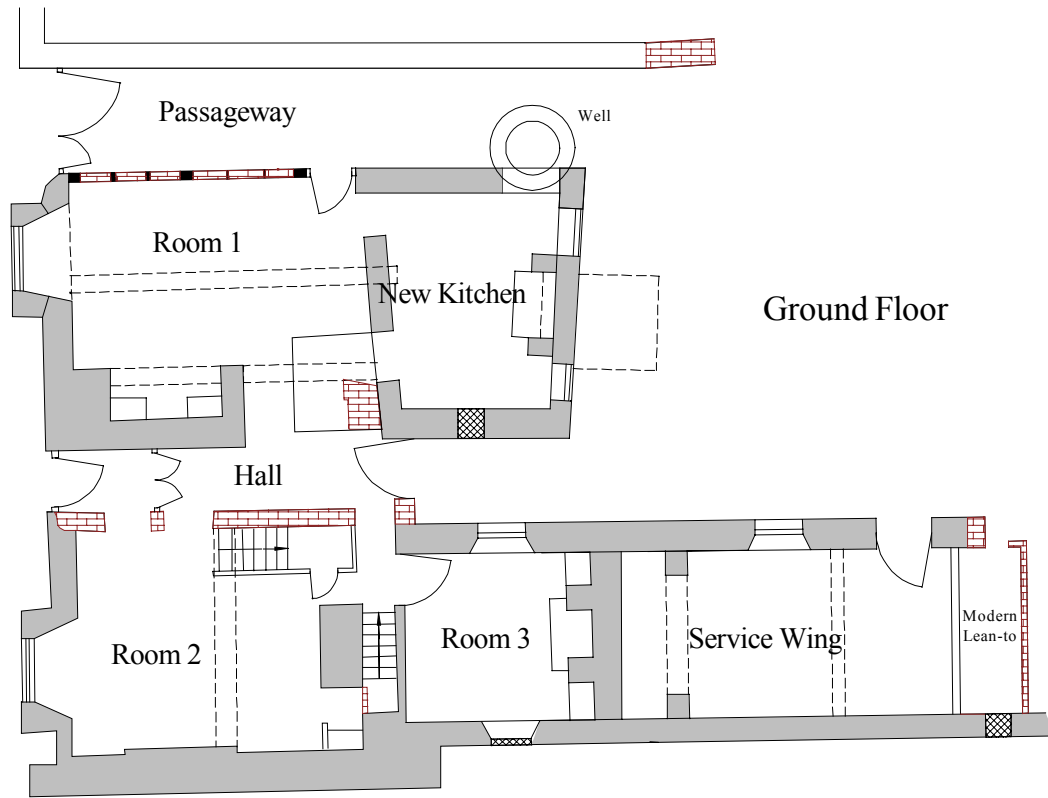 Passageway
Well
Room 1
New Kitchen
Ground Floor
Hall
Room 2
Room 3
Service Wing
Modern
Lean-to